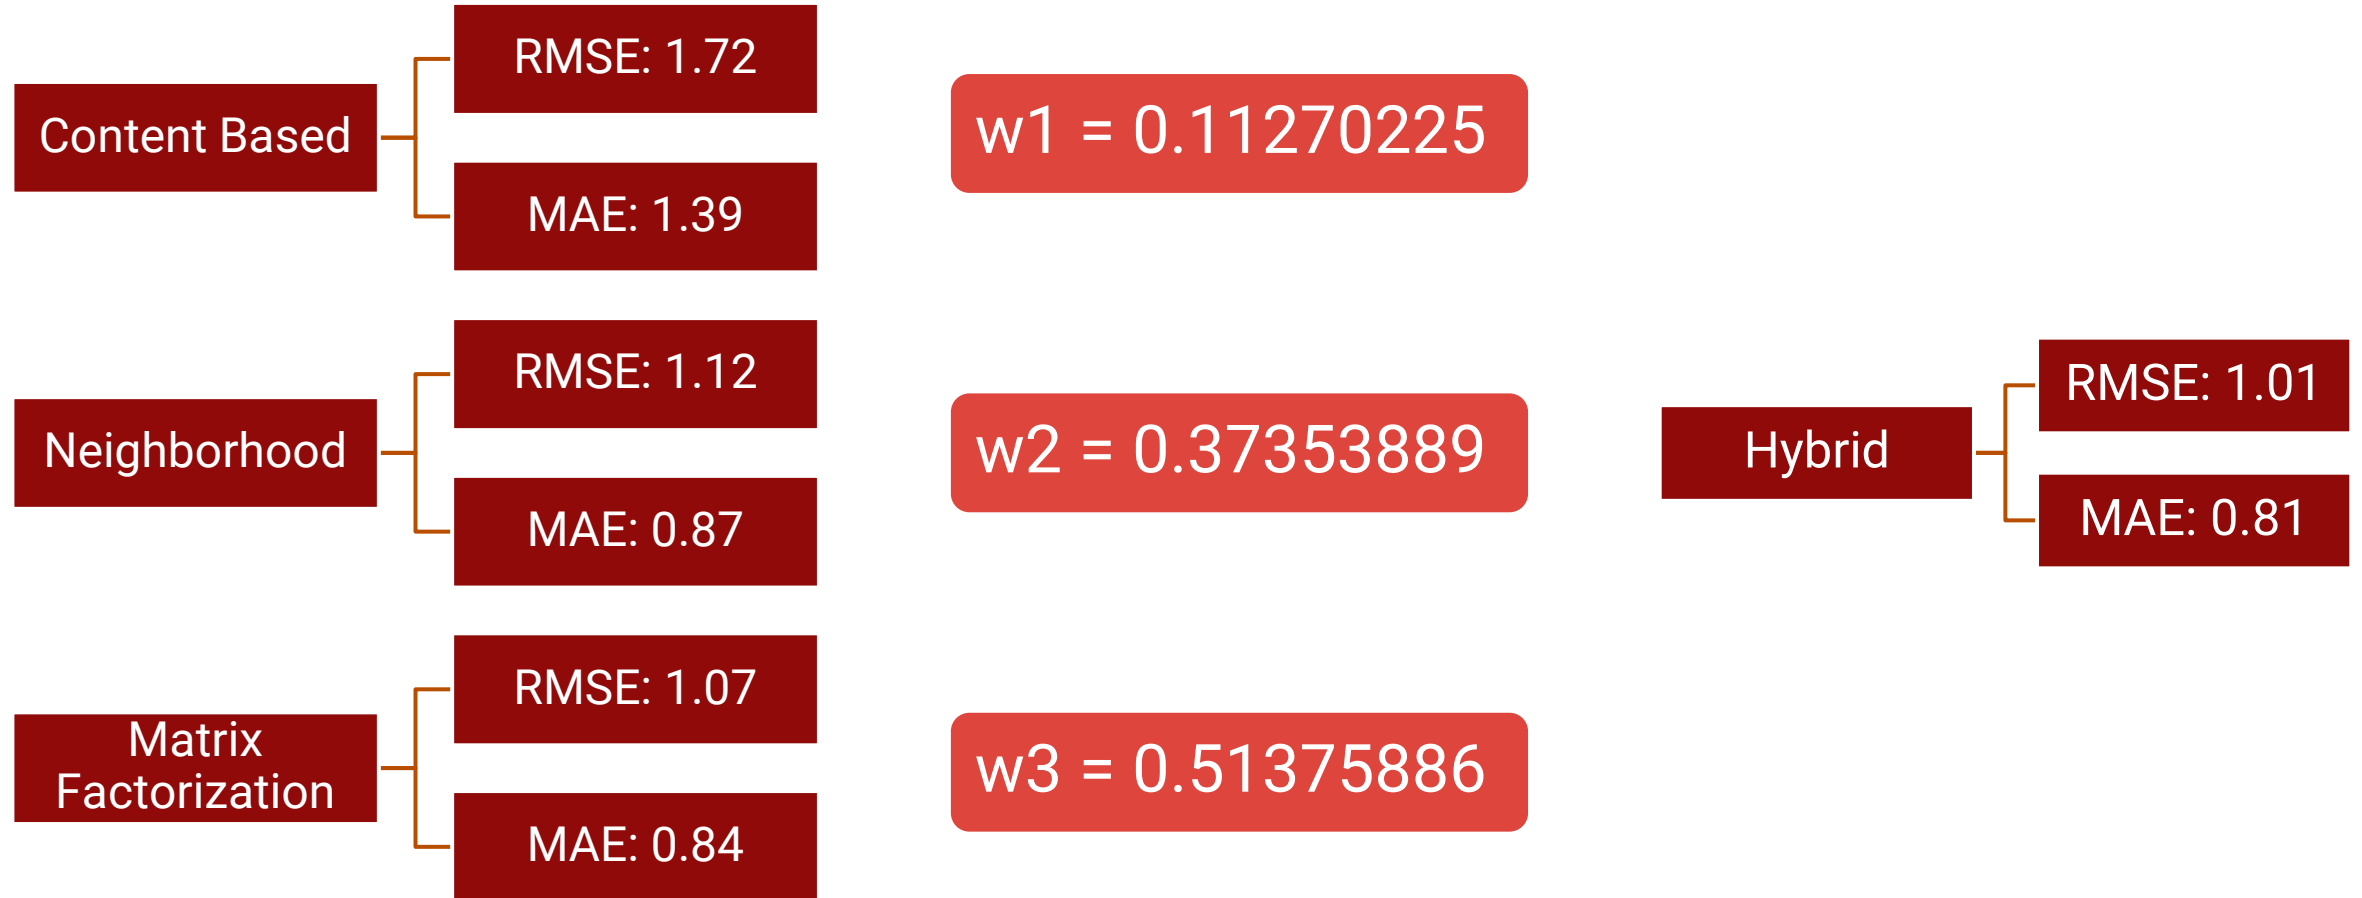 Content Based
RMSE: 1.72
MAE: 1.39
w1 = 0.11270225
Neighborhood
RMSE: 1.12
MAE: 0.87
w2 = 0.37353889
Matrix
Factorization
RMSE: 1.07
MAE: 0.84
w3 = 0.51375886
Hybrid
RMSE: 1.01
MAE: 0.81